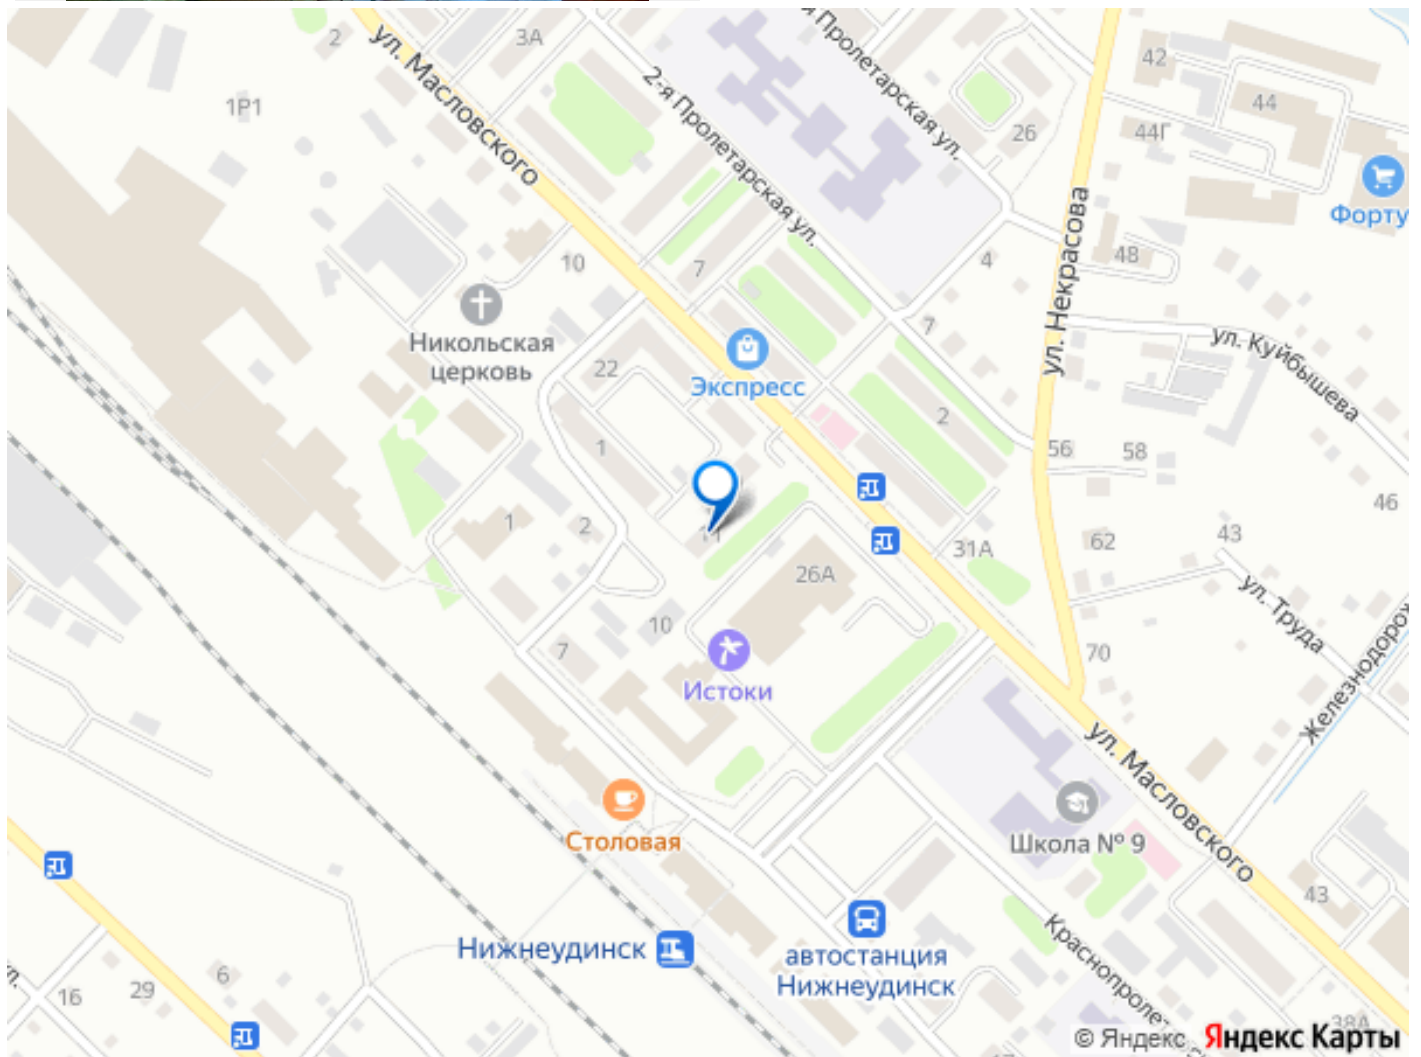 2
3А
ул. Масловского
2-я Пролетарская ул.
я Пролетарская ул.
42
44
44Г
26
1Р1
Форту
ул. Некрасова
48
4
10
7
7
Никольская
церковь
ул. Куйбышева
22
Экспресс
2
1
56
58
46
1
2
11
31А
62
43
26А
ул. Труда
10
7
70
Железнодорож
Истоки
ул. Масловского
Столовая
Школа № 9
43
Нижнеудинск
автостанция
Нижнеудинск
Краснопролет
6
29
16
ул.
38А
© Яндекс Яндекс Карты